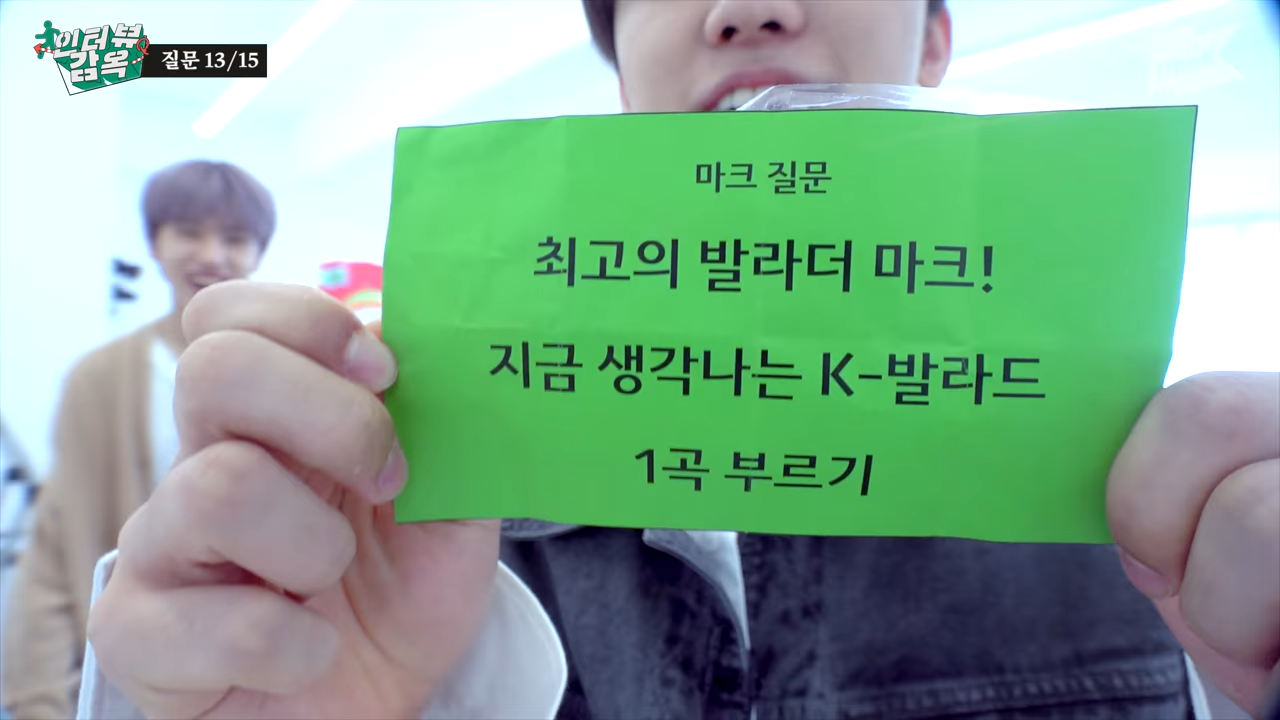 인터뷰
감옥
질문 13/15
마크 질문
최고의 발라더 마크!
지금 생각나는 K-발라드
1곡 부르기